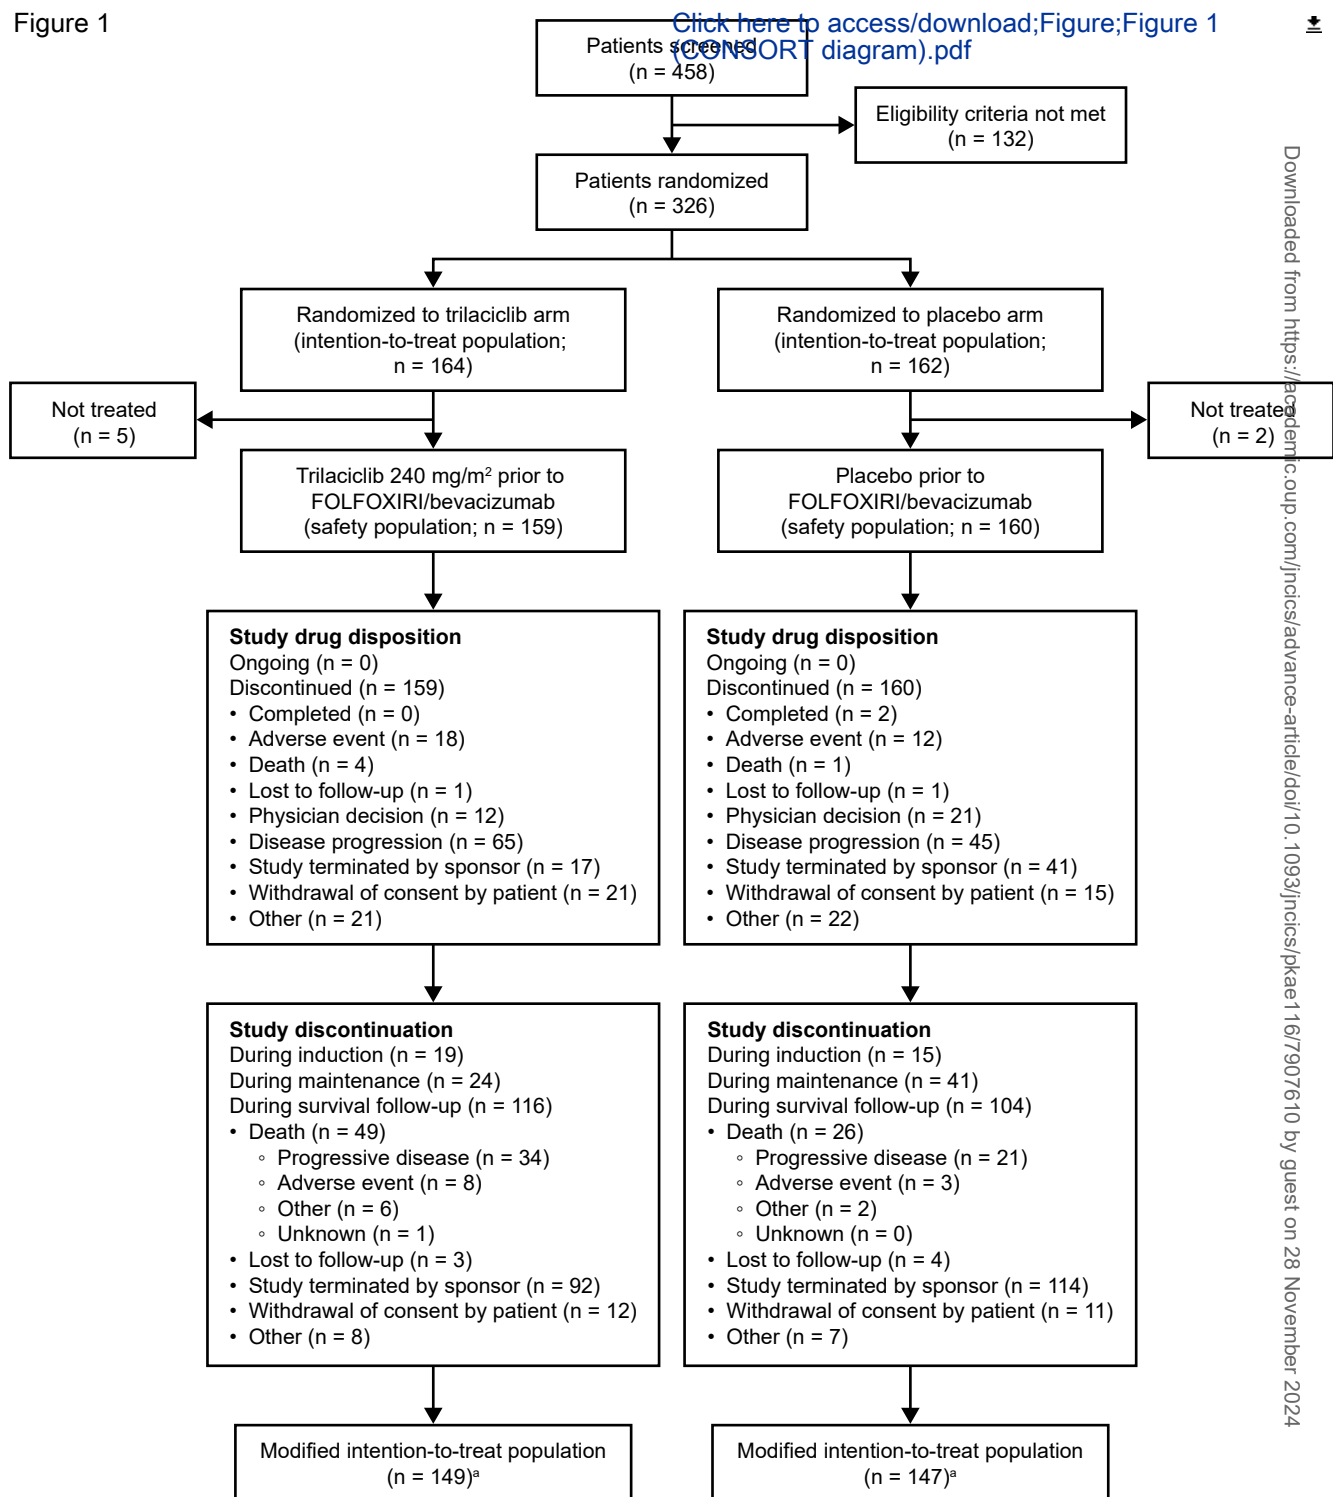 Figure 1
Click here to access/download;Figure;Figure 1
(CONSORT diagram).pdf
Patients screened
(n = 458)
Eligibility criteria not met
(n = 132)
Patients randomized
(n = 326)
Randomized to trilaciclib arm
(intention-to-treat population;
n = 164)
Randomized to placebo arm
(intention-to-treat population;
n = 162)
Not treated
(n = 5)
Not treated
(n = 2)
Trilaciclib 240 mg/m² prior to
FOLFOXIRI/bevacizumab
(safety population; n = 159)
Placebo prior to
FOLFOXIRI/bevacizumab
(safety population; n = 160)
Study drug disposition
Ongoing (n = 0)
Discontinued (n = 159)
• Completed (n = 0)
• Adverse event (n = 18)
• Death (n = 4)
• Lost to follow-up (n = 1)
• Physician decision (n = 12)
• Disease progression (n = 65)
• Study terminated by sponsor (n = 17)
• Withdrawal of consent by patient (n = 21)
• Other (n = 21)
Study drug disposition
Ongoing (n = 0)
Discontinued (n = 160)
• Completed (n = 2)
• Adverse event (n = 12)
• Death (n = 1)
• Lost to follow-up (n = 1)
• Physician decision (n = 21)
• Disease progression (n = 45)
• Study terminated by sponsor (n = 41)
• Withdrawal of consent by patient (n = 15)
• Other (n = 22)
Study discontinuation
During induction (n = 19)
During maintenance (n = 24)
During survival follow-up (n = 116)
• Death (n = 49)
◦ Progressive disease (n = 34)
◦ Adverse event (n = 8)
◦ Other (n = 6)
◦ Unknown (n = 1)
• Lost to follow-up (n = 3)
• Study terminated by sponsor (n = 92)
• Withdrawal of consent by patient (n = 12)
• Other (n = 8)
Study discontinuation
During induction (n = 15)
During maintenance (n = 41)
During survival follow-up (n = 104)
• Death (n = 26)
◦ Progressive disease (n = 21)
◦ Adverse event (n = 3)
◦ Other (n = 2)
◦ Unknown (n = 0)
• Lost to follow-up (n = 4)
• Study terminated by sponsor (n = 114)
• Withdrawal of consent by patient (n = 11)
• Other (n = 7)
Modified intention-to-treat population
(n = 149)ᵃ
Modified intention-to-treat population
(n = 147)ᵃ
Downloaded from https://academic.oup.com/jncics/advance-article/doi/10.1093/jncics/pkae116/7907610 by guest on 28 November 2024